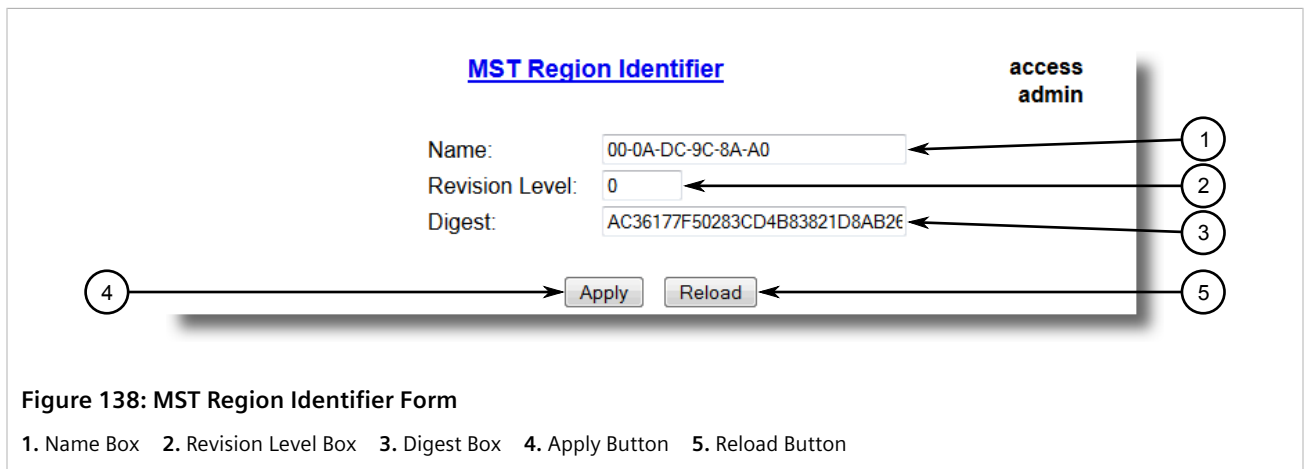 MST Region Identifier
access
admin
Name: 00-0A-DC-9C-8A-A0 1
Revision Level: 0 2
Digest: AC36177F50283CD4B83821D8AB26 3
4 Apply Reload 5
Figure 138: MST Region Identifier Form
1. Name Box 2. Revision Level Box 3. Digest Box 4. Apply Button 5. Reload Button